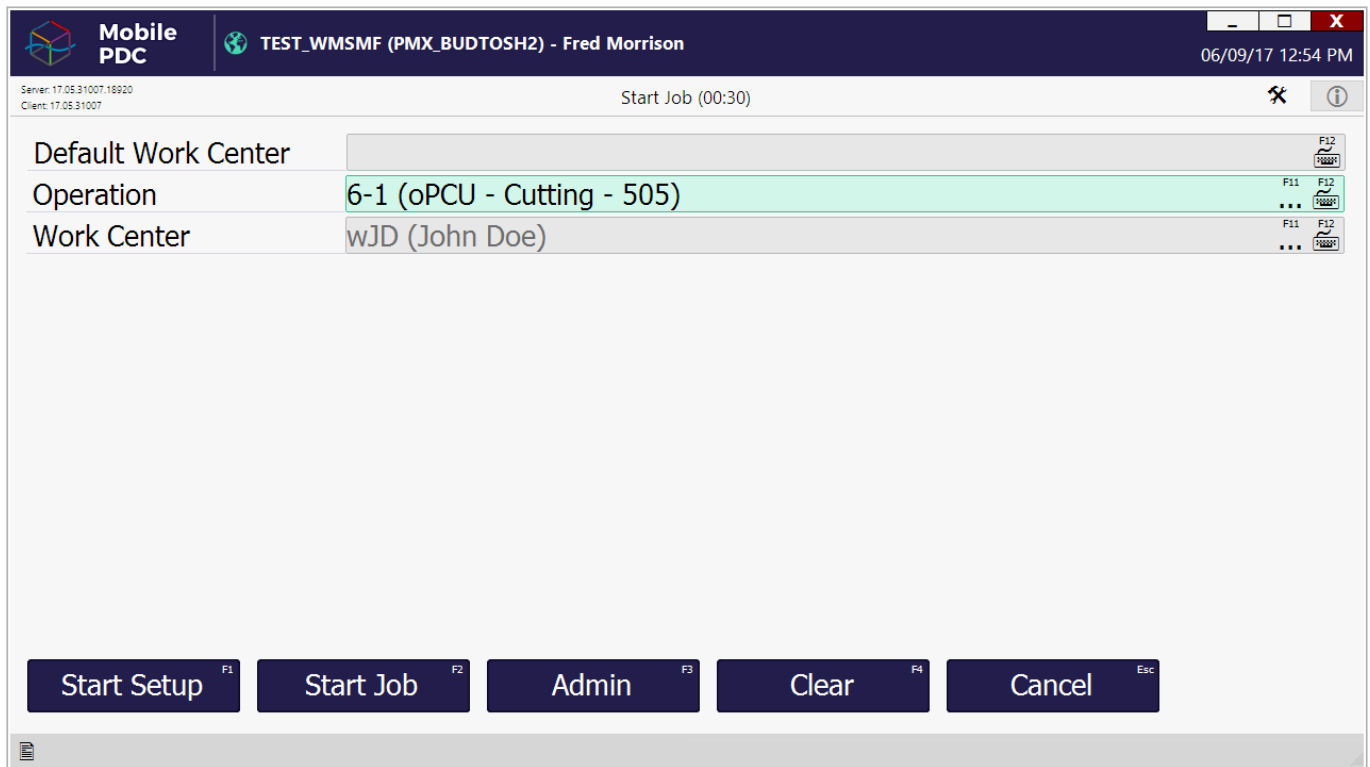 Mobile
PDC
TEST_WMSMF (PMX_BUDTOSH2) - Fred Morrison
X
06/09/17 12:54 PM
Server: 17.05.31007.18920
Client: 17.05.31007
Start Job (00:30)
Default Work Center
F12
Operation
6-1 (oPCU - Cutting - 505)
F11
...
F12
Work Center
wJD (John Doe)
F11
...
F12
Start Setup F1
Start Job F2
Admin F3
Clear F4
Cancel Esc